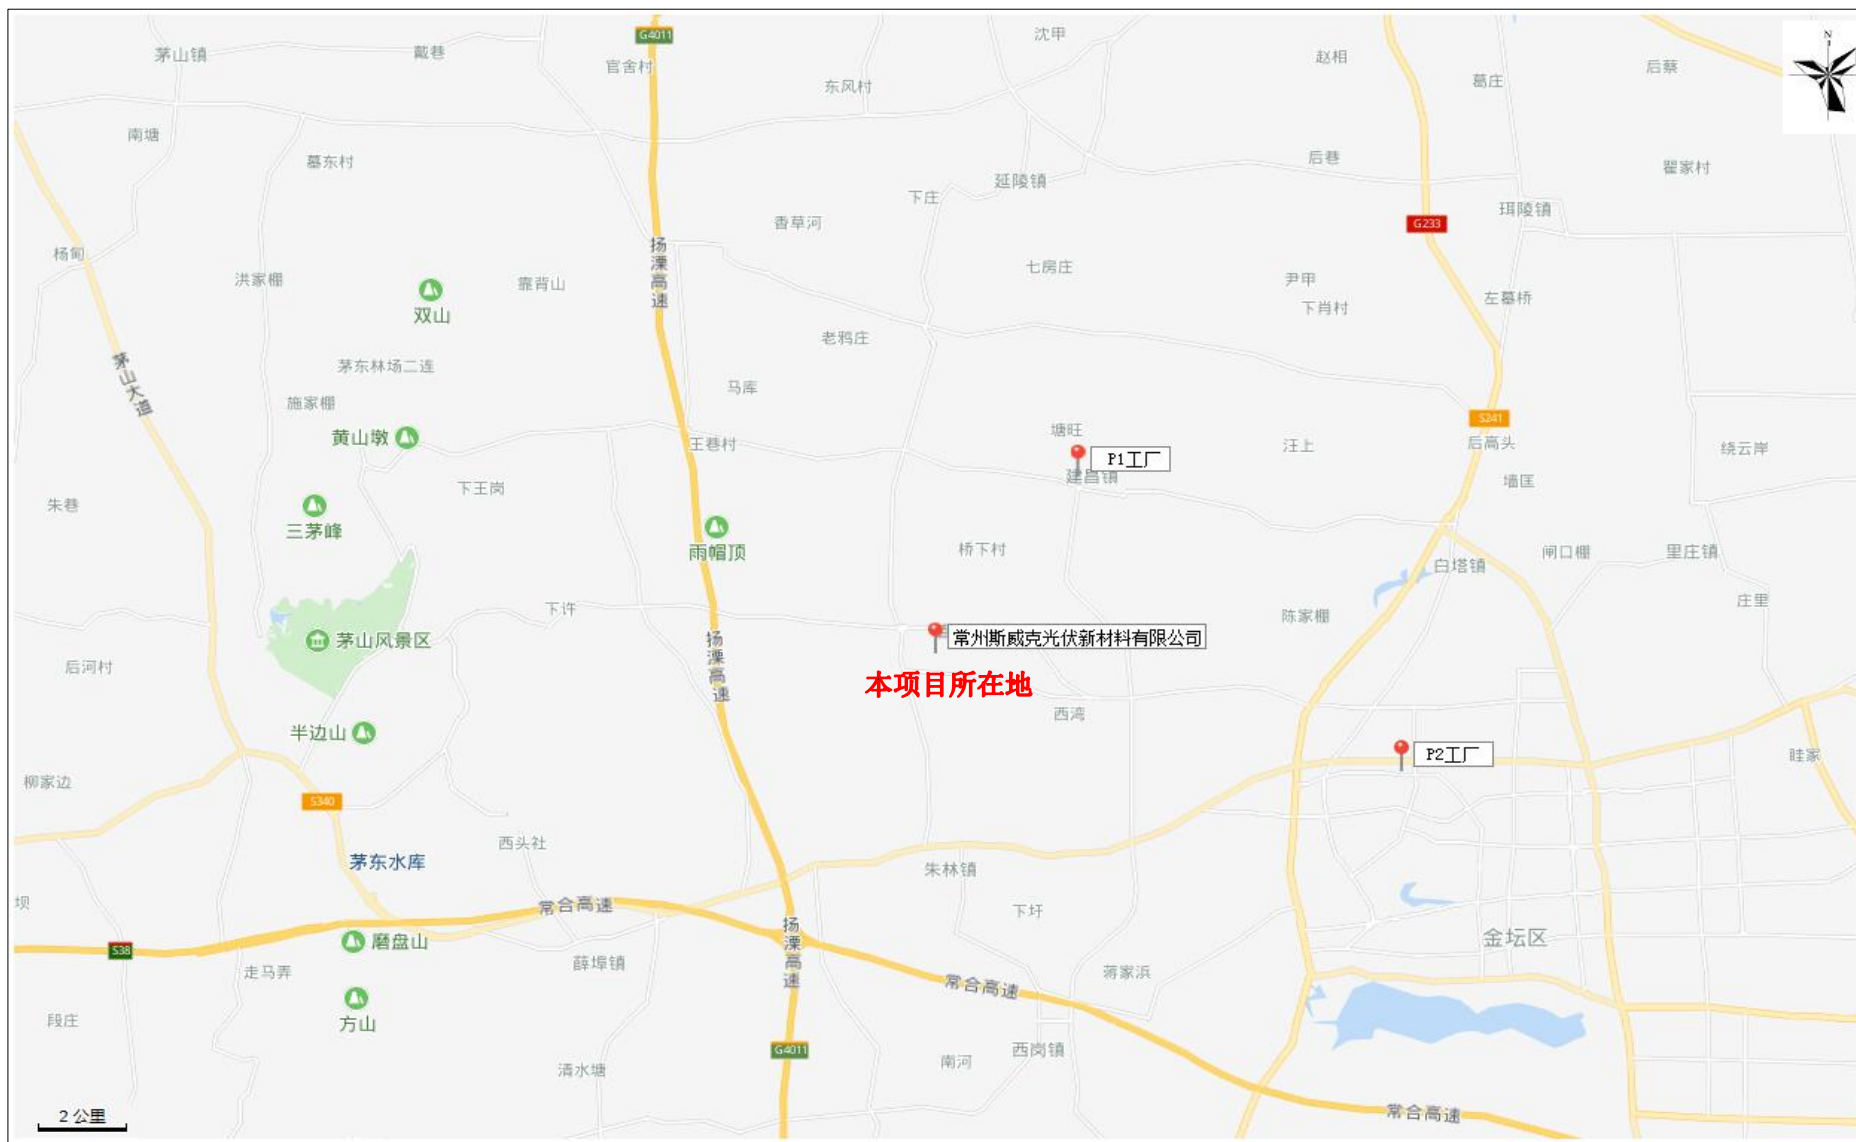 G4011
沈甲
N
茅山镇
戴巷
官舍村
赵相
后蔡
葛庄
东风村
南塘
墓东村
后巷
瞿家村
延陵镇
下庄
珥陵镇
香草河
G233
杨甸
扬溧高速
七房庄
洪家棚
靠背山
尹甲
左墓桥
双山
下肖村
老鸦庄
茅东林场二连
茅山大道
马库
施家棚
S241
黄山墩
王巷村
塘旺
汪上
后高头
绕云岸
P1工厂
建昌镇
下王岗
墙匡
朱巷
三茅峰
雨帽顶
桥下村
闸口棚
里庄镇
白塔镇
下许
庄里
陈家棚
茅山风景区
扬溧高速
常州斯威克光伏新材料有限公司
后河村
本项目所在地
西湾
半边山
P2工厂
眭家
柳家边
S340
西头社
茅东水库
朱林镇
坝
常合高速
下圩
扬溧高速
金坛区
磨盘山
S38
走马弄
薛埠镇
蒋家浜
常合高速
方山
段庄
G4011
西岗镇
南河
清水塘
2 公里
常合高速